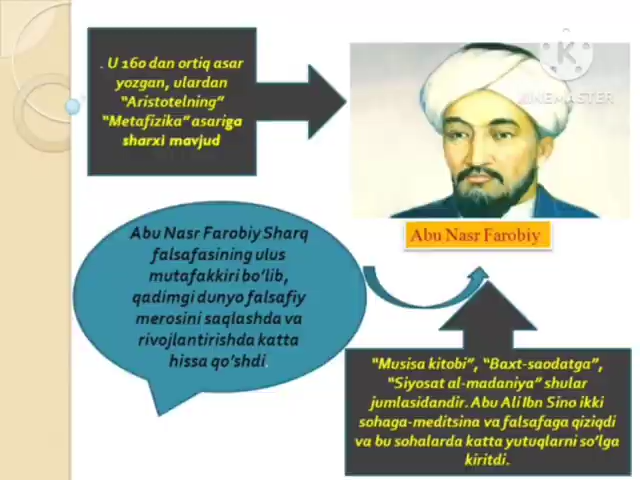 . U 160 dan ortiq asar
yozgan, ulardan
“Aristotelning”
“Metafizika” asariga
sharxi mavjud
KINEMASTER
Abu Nasr Farobiy
Abu Nasr Farobiy Sharq
falsafasining ulus
mutafakkiri bo’lib,
qadimgi dunyo falsafiy
merosini saqlashda va
rivojlantirishda katta
hissa qo’shdi.
“Musisa kitobi”, “Baxt-saodatga”,
“Siyosat al-madaniya” shular
jumlasidandir. Abu Ali Ibn Sino ikki
sohaga-meditsina va falsafaga qiziqdi
va bu sohalarda katta yutuqlarni so’lga
kiritdi.